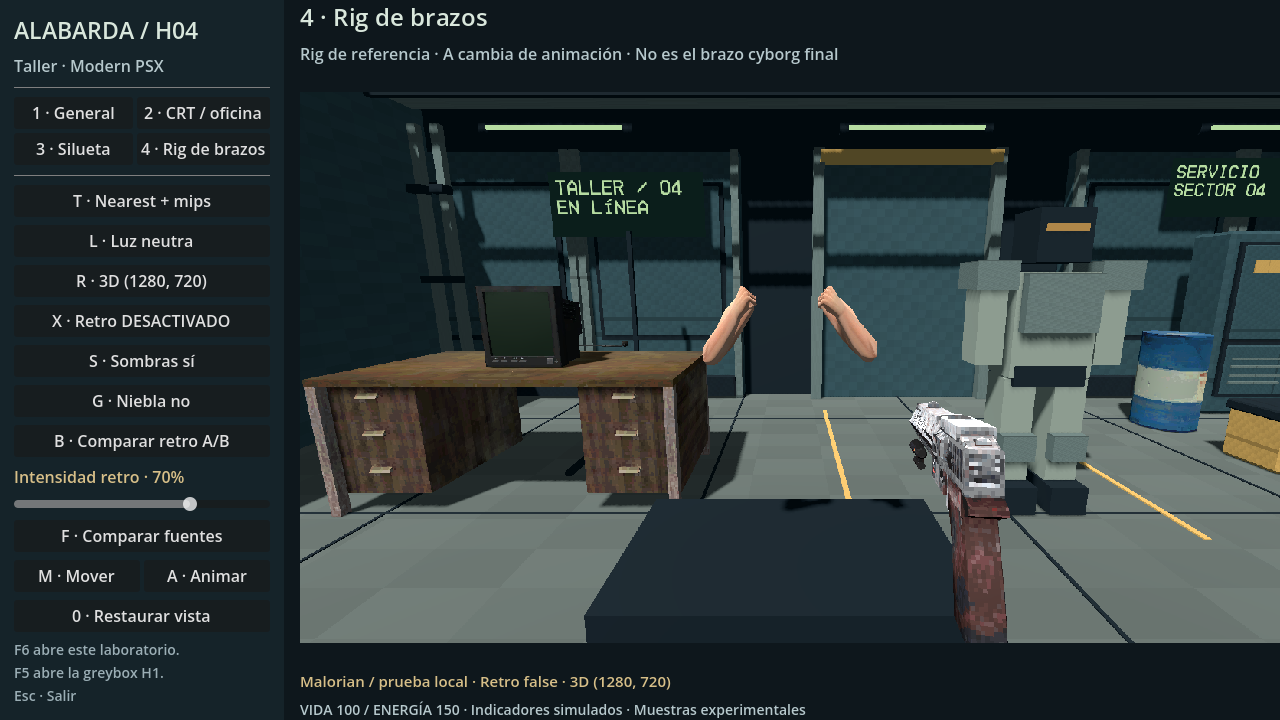 ALABARDA / H04
Taller · Modern PSX
1 · General
2 · CRT / oficina
3 · Silueta
4 · Rig de brazos
T · Nearest + mips
L · Luz neutra
R · 3D (1280, 720)
X · Retro DESACTIVADO
S · Sombras sí
G · Niebla no
B · Comparar retro A/B
Intensidad retro · 70%
F · Comparar fuentes
M · Mover
A · Animar
0 · Restaurar vista
F6 abre este laboratorio.
F5 abre la greybox H1.
Esc · Salir
4 · Rig de brazos
Rig de referencia · A cambia de animación · No es el brazo cyborg final
TALLER / 04
EN LÍNEA
SERVICIO
SECTOR 04
Malorian / prueba local · Retro false · 3D (1280, 720)
VIDA 100 / ENERGÍA 150 · Indicadores simulados · Muestras experimentales